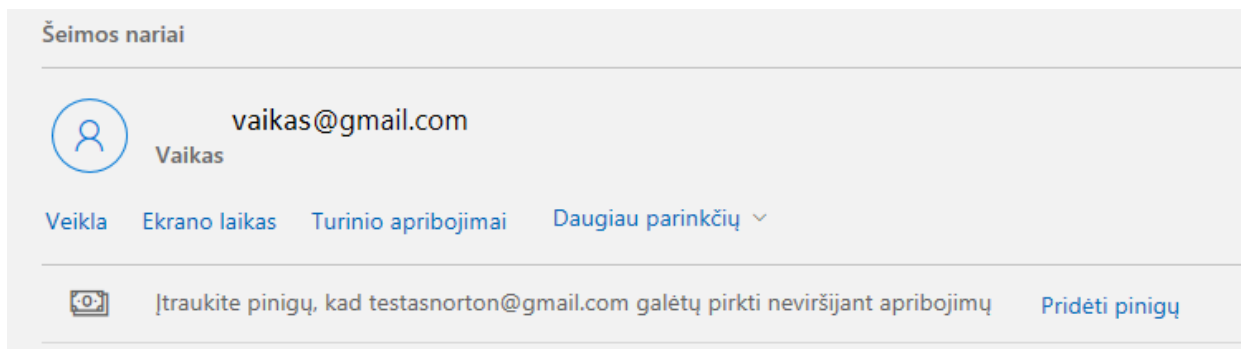 Šeimos nariai
vaikas@gmail.com
Vaikas
Veikla Ekrano laikas Turinio apribojimai Daugiau parinkčių
Įtraukite pinigų, kad testasnorton@gmail.com galėtų pirkti neviršijant apribojimų Pridėti pinigų